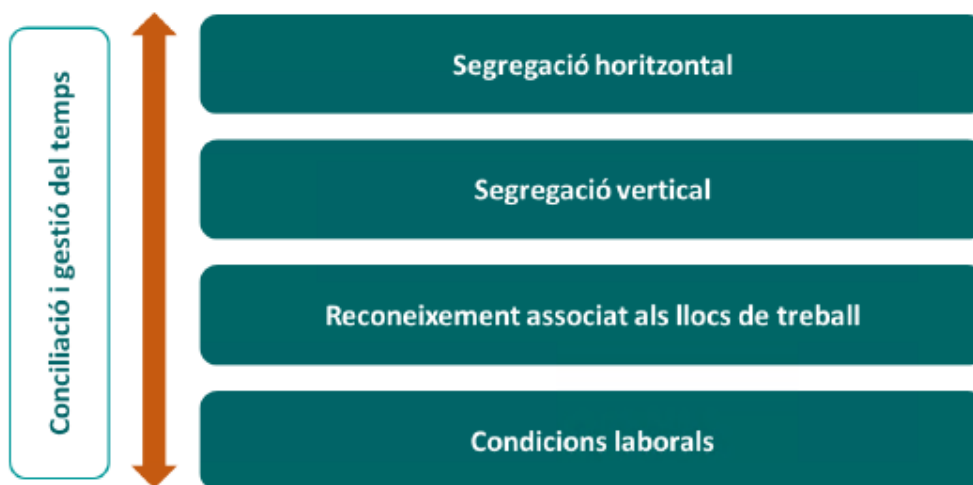 Conciliació i gestió del temps
Segregació horitzontal
Segregació vertical
Reconeixement associat als llocs de treball
Condicions laborals